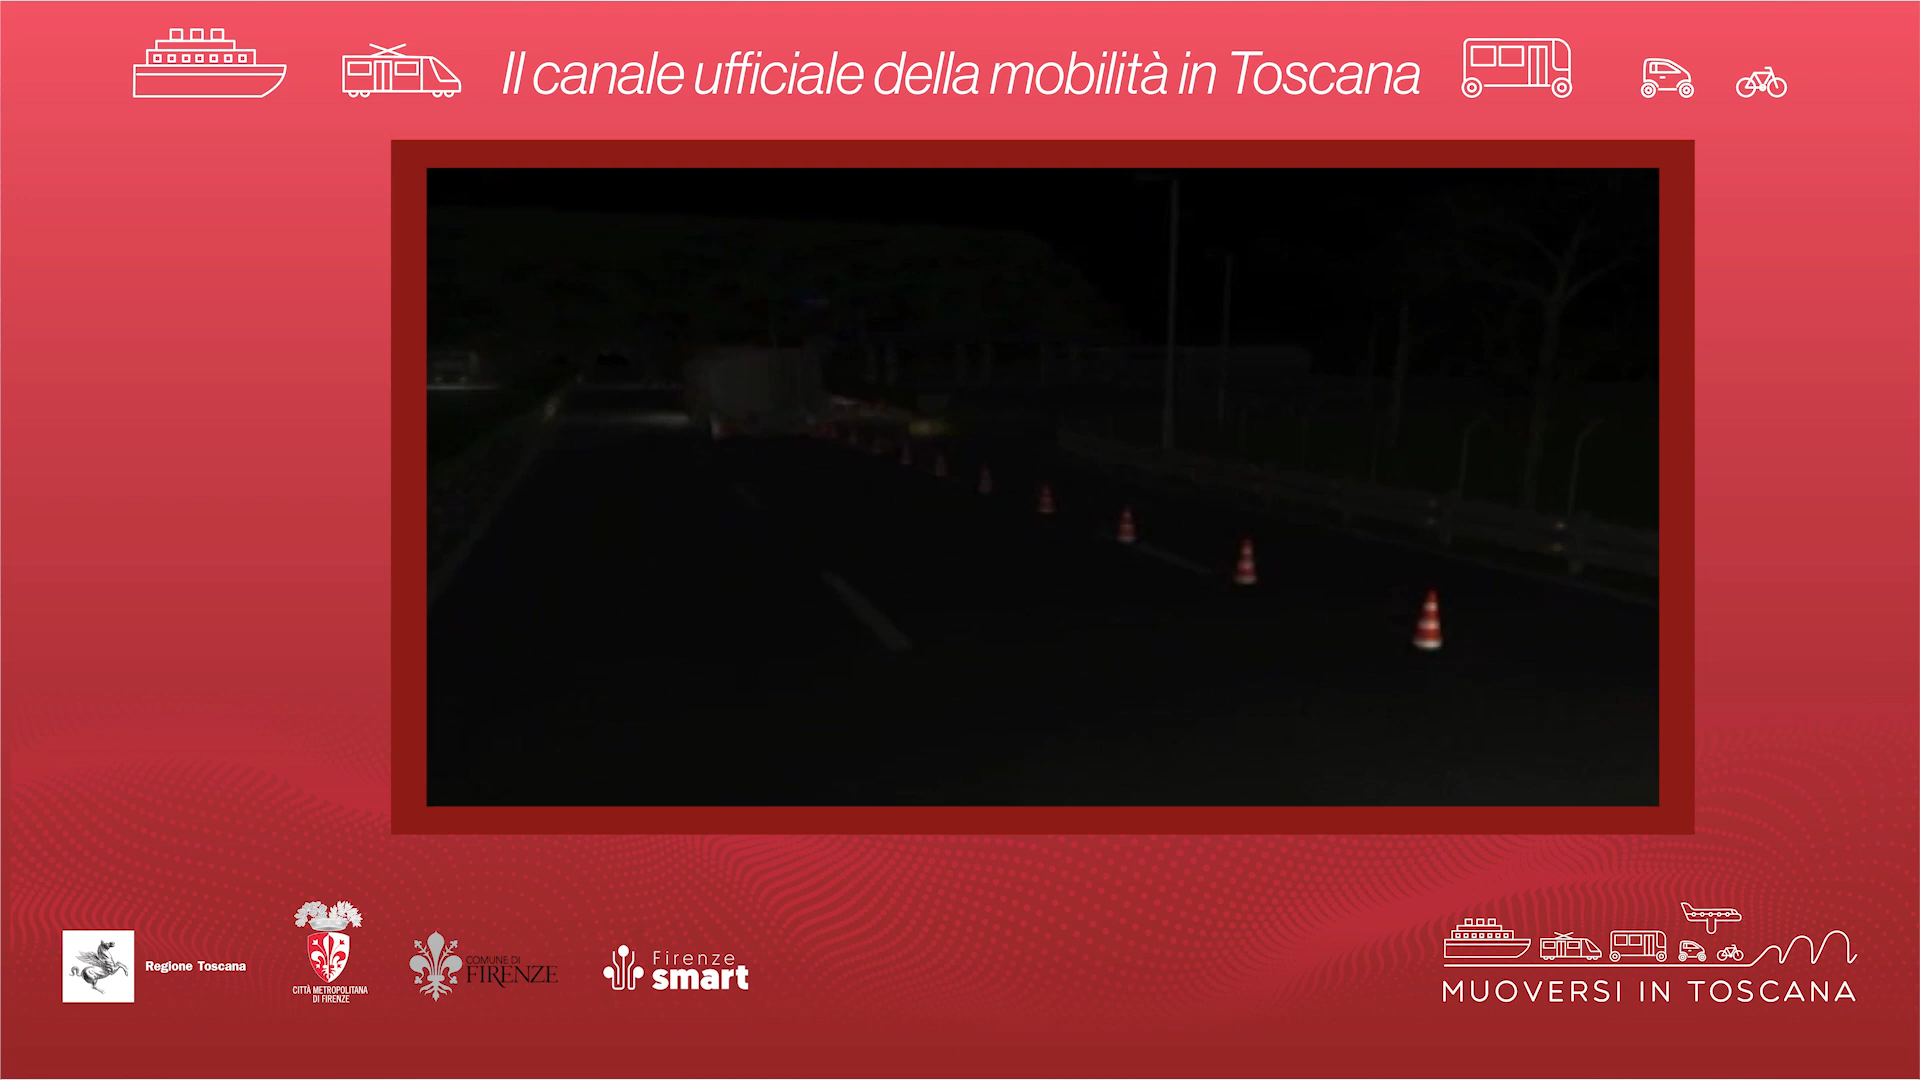 Il canale ufficiale della mobilità in Toscana
Regione Toscana
CITTÀ METROPOLITANA
DI FIRENZE
COMUNE DI
FIRENZE
Firenze
smart
MUOVERSI IN TOSCANA